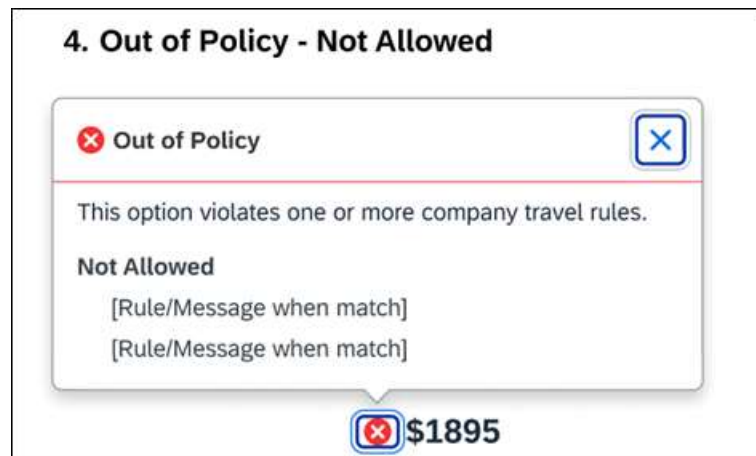 4. Out of Policy - Not Allowed
Out of Policy
This option violates one or more company travel rules.
Not Allowed
[Rule/Message when match]
[Rule/Message when match]
$1895